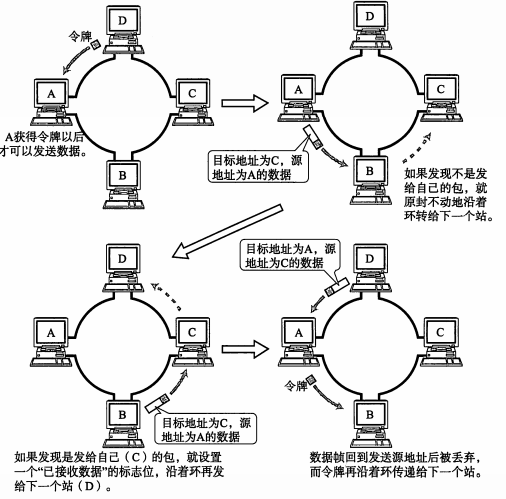 D
令牌
A
C
B
A获得令牌以后
才可以发送数据。
D
A
C
B
目标地址为C，源
地址为A的数据
如果发现不是发
给自己的包，就
原封不动地沿着
环转给下一个站。
D
A
C
B
目标地址为C，源
地址为A的数据
如果发现是发给自己（C）的包，就设置
一个“已接收数据”的标志位，沿着环再发
给下一个站（D）。
目标地址为A，源
地址为C的数据
D
A
C
令牌
B
数据帧回到发送源地址后被丢弃，
而令牌再沿着环传递给下一个站。